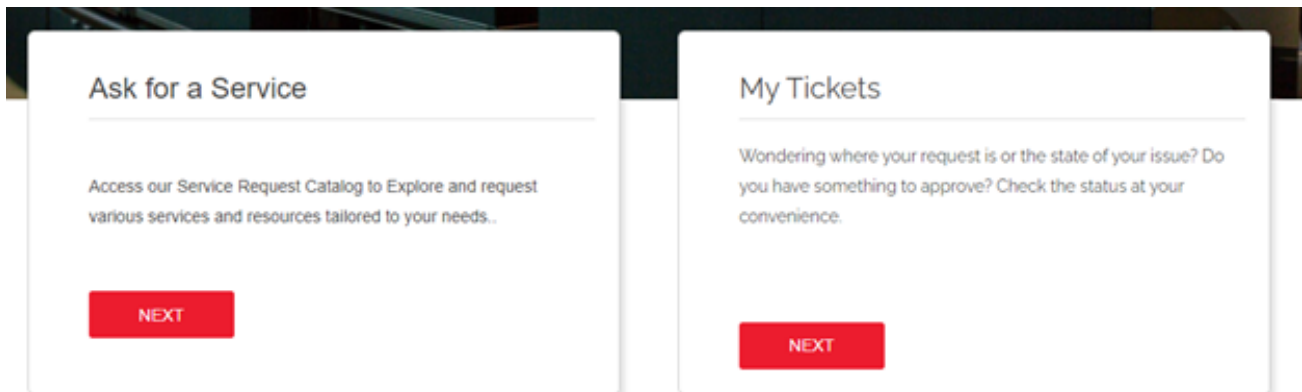 Ask for a Service
Access our Service Request Catalog to Explore and request
various services and resources tailored to your needs..
NEXT
My Tickets
Wondering where your request is or the state of your issue? Do
you have something to approve? Check the status at your
convenience.
NEXT